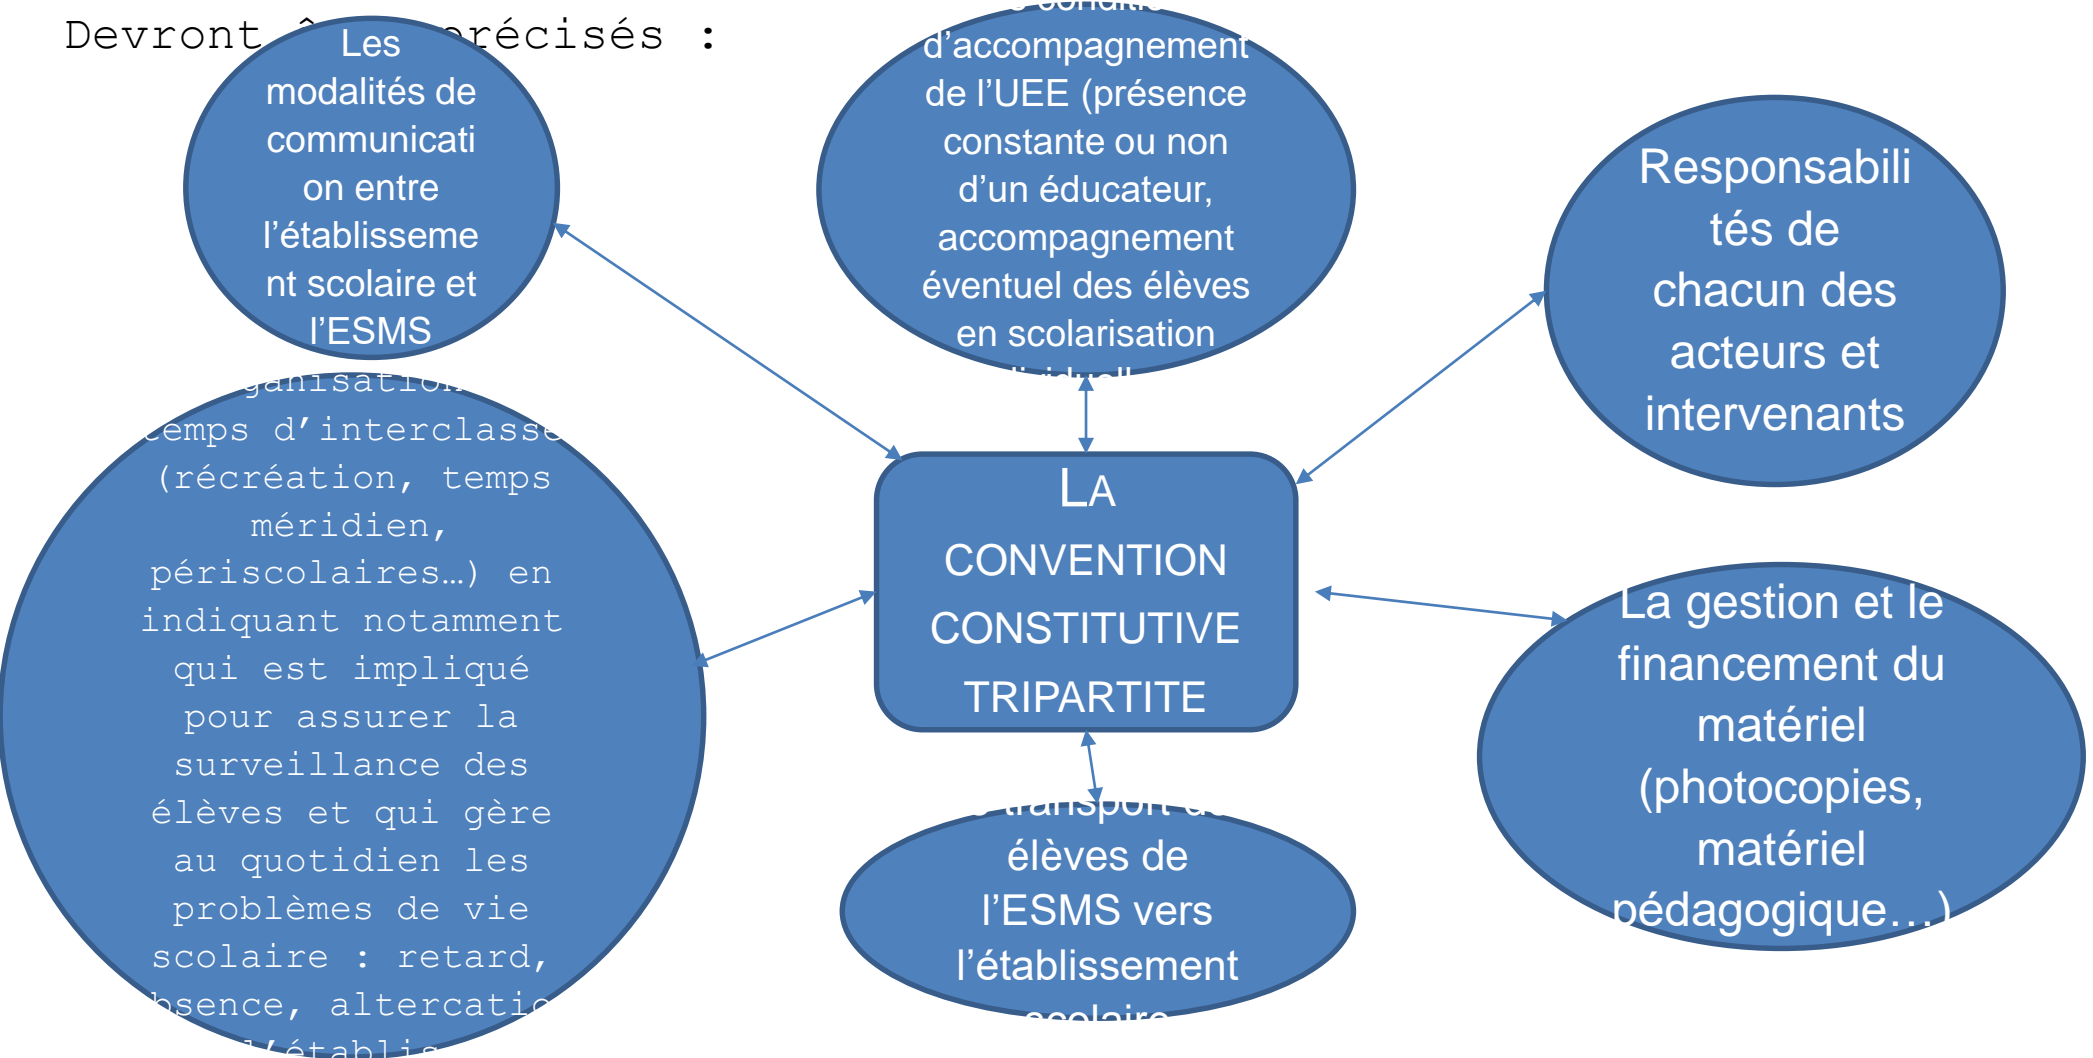 Devront précisés :
Les
modalités de
communicati
on entre
l’établisseme
nt scolaire et
l’ESMS
d’accompagnement
de l’UEE (présence
constante ou non
d’un éducateur,
accompagnement
éventuel des élèves
en scolarisation
Responsabili
tés de
chacun des
acteurs et
intervenants
temps d’interclasse
(récréation, temps
méridien,
périscolaires…) en
indiquant notamment
qui est impliqué
pour assurer la
surveillance des
élèves et qui gère
au quotidien les
problèmes de vie
scolaire : retard,
LA
CONVENTION
CONSTITUTIVE
TRIPARTITE
La gestion et le
financement du
matériel
(photocopies,
matériel
pédagogique…)
transport
élèves de
l’ESMS vers
l’établissement
scolaire